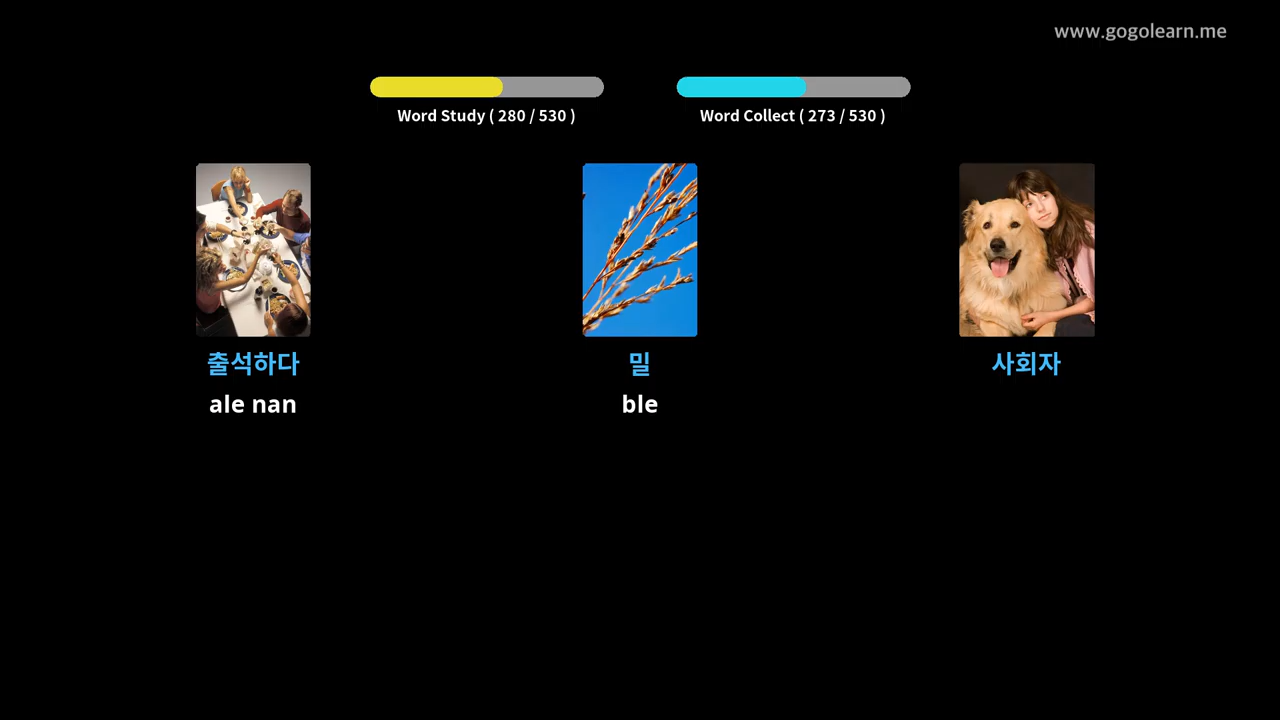 www.gogolearn.me
Word Study ( 280 / 530 )
Word Collect ( 273 / 530 )
출석하다
밀
사회자
ale nan
ble